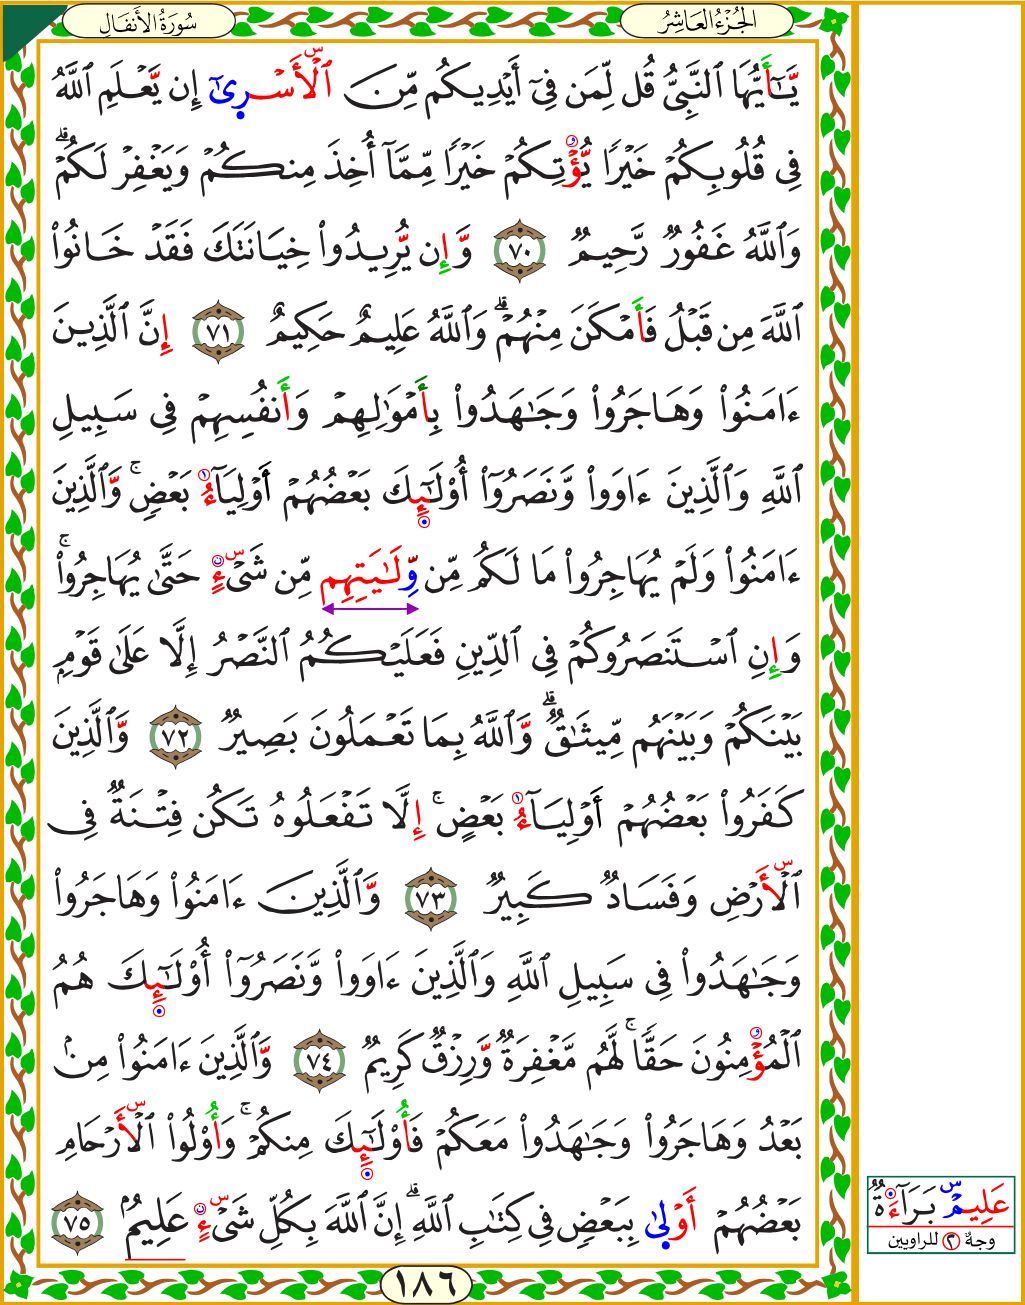 الجُزْءُ العَاشِرُ
سُورَةُ الأَنفَال
يَّـٰٓأَيُّهَا ٱلنَّبِىُّ قُل لِّمَن فِىٓ أَيْدِيكُم مِّنَ ٱلْأَسْرىٰٓ إِن يَّعْلَمِ ٱللَّهُ
فِى قُلُوبِكُمْ خَيْرًا يُّؤْتِكُمْ خَيْرًا مِّمَّآ أُخِذَ مِنكُمْ وَيَغْفِرْ لَكُمْۗ
وَٱللَّهُ غَفُورٌ رَّحِيمٌ ٧٠ وَّإِن يُّرِيدُوا۟ خِيَانَتَكَ فَقَدْ خَانُوا۟
ٱللَّهَ مِن قَبْلُ فَأَمْكَنَ مِنْهُمْۗ وَٱللَّهُ عَلِيمٌ حَكِيمٌ ٧١ إِنَّ ٱلَّذِينَ
ءَامَنُوا۟ وَهَاجَرُوا۟ وَجَـٰهَدُوا۟ بِأَمْوَٰلِهِمْ وَأَنفُسِهِمْ فِى سَبِيلِ
ٱللَّهِ وَٱلَّذِينَ ءَاوَوا۟ وَّنَصَرُوٓا۟ أُو۟لَـٰٓئِكَ بَعْضُهُمْ أَوْلِيَآءُ بَعْضٍۚ وَّٱلَّذِينَ
ءَامَنُوا۟ وَلَمْ يُهَاجِرُوا۟ مَا لَكُم مِّن وِّلَـٰيَتِهِم مِّن شَىْءٍ حَتَّىٰ يُهَاجِرُوا۟ۚ
وَإِنِ ٱسْتَنصَرُوكُمْ فِى ٱلدِّينِ فَعَلَيْكُمُ ٱلنَّصْرُ إِلَّا عَلَىٰ قَوْمٍ
بَيْنَكُمْ وَبَيْنَهُم مِّيثَـٰقٌۗ وَّٱللَّهُ بِمَا تَعْمَلُونَ بَصِيرٌ ٧٢ وَّٱلَّذِينَ
كَفَرُوا۟ بَعْضُهُمْ أَوْلِيَآءُ بَعْضٍۚ إِلَّا تَفْعَلُوهُ تَكُن فِتْنَةٌ فِى
ٱلْأَرْضِ وَفَسَادٌ كَبِيرٌ ٧٣ وَّٱلَّذِينَ ءَامَنُوا۟ وَهَاجَرُوا۟
وَجَـٰهَدُوا۟ فِى سَبِيلِ ٱللَّهِ وَٱلَّذِينَ ءَاوَوا۟ وَّنَصَرُوٓا۟ أُو۟لَـٰٓئِكَ هُمُ
ٱلْمُؤْمِنُونَ حَقًّاۚ لَّهُم مَّغْفِرَةٌ وَّرِزْقٌ كَرِيمٌ ٧٤ وَّٱلَّذِينَ ءَامَنُوا۟ مِنۢ
بَعْدُ وَهَاجَرُوا۟ وَجَـٰهَدُوا۟ مَعَكُمْ فَأُو۟لَـٰٓئِكَ مِنكُمْۚ وَأُو۟لُوا۟ ٱلْأَرْحَامِ
بَعْضُهُمْ أَوْلَىٰ بِبَعْضٍ فِى كِتَـٰبِ ٱللَّهِۗ إِنَّ ٱللَّهَ بِكُلِّ شَىْءٍ عَلِيمٌۢ ٧٥
عَلِيمٌ بَرَآءَةٌ
وجهٌ ٣ للراويين
١٨٦